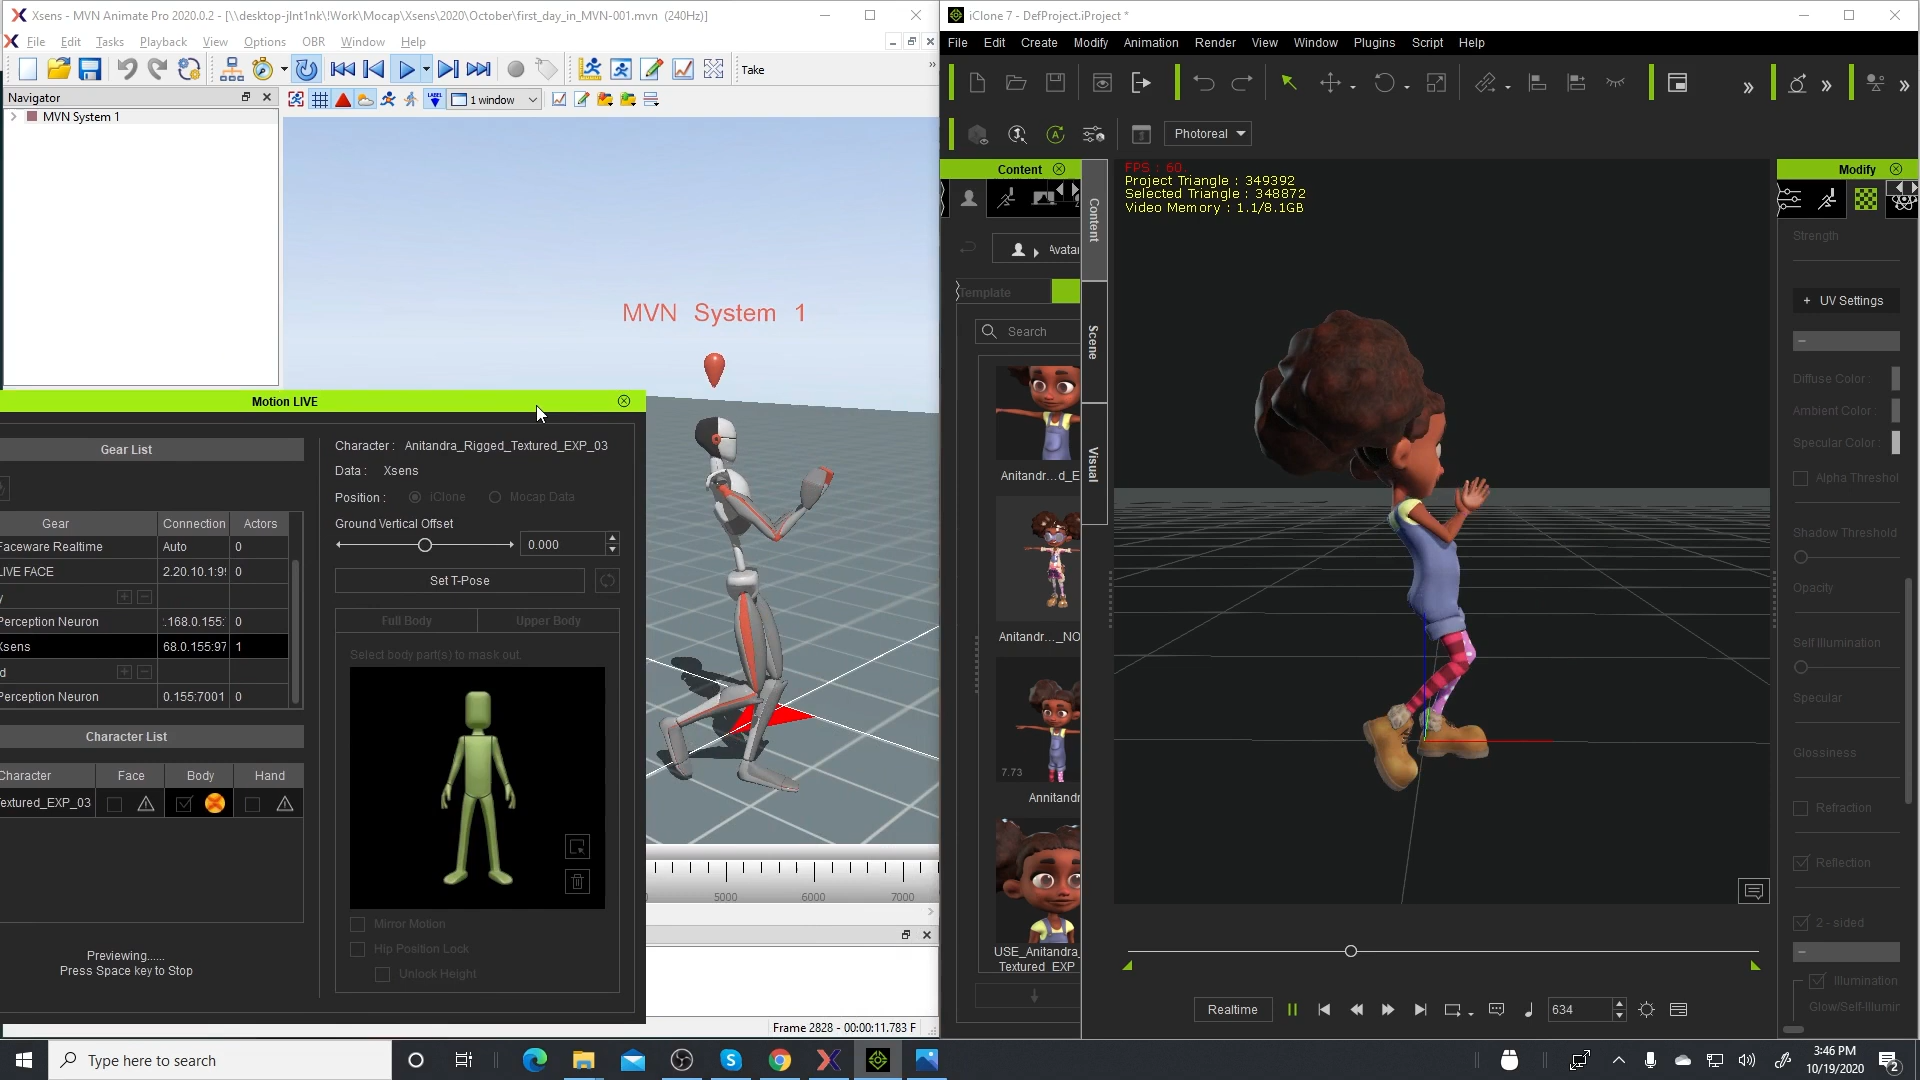 Xsens - MVN Animate Pro 2020.0.2 - [\\desktop-jlnt1nk\!Work\Mocap\Xsens\2020\October\first_day_in_MVN-001.mvn (240Hz)]
File Edit Tasks Playback View Options OBR Window Help
Take
Navigator
1 window
MVN System 1
MVN System 1
Motion LIVE
Gear List
Gear Connection Actors
Faceware Realtime Auto 0
LIVE FACE 2.20.10.1:9 0
Perception Neuron .168.0.155: 0
Xsens 68.0.155:97 1
Perception Neuron 0.155:7001 0
Character List
Character Face Body Hand
extured_EXP_03
Previewing......
Press Space key to Stop
Character : Anitandra_Rigged_Textured_EXP_03
Data : Xsens
Position : iClone Mocap Data
Ground Vertical Offset
0.000
Set T-Pose
Full Body Upper Body
Select body part(s) to mask out.
Mirror Motion
Hip Position Lock
Unlock Height
5000 6000 7000
Frame 2828 - 00:00:11.783 F
iClone 7 - DefProject.iProject *
File Edit Create Modify Animation Render View Window Plugins Script Help
Photoreal
Content
Avatar
Template
Search
Anitandr...d_E
Anitandr..._NO
7.73
Annitandr
USE_Anitandra_
Textured_EXP
Content
Scene
Visual
FPS : 60.
Project Triangle : 349392
Selected Triangle : 348872
Video Memory : 1.1/8.1GB
Modify
Strength
+ UV Settings
Diffuse Color :
Ambient Color :
Specular Color :
Alpha Threshol
Shadow Threshold
Opacity
Self Illumination
Specular
Glossiness
Refraction
Reflection
2 - sided
Illumination
Glow/Self-Illumir
Realtime
634
Type here to search
3:46 PM
10/19/2020
2